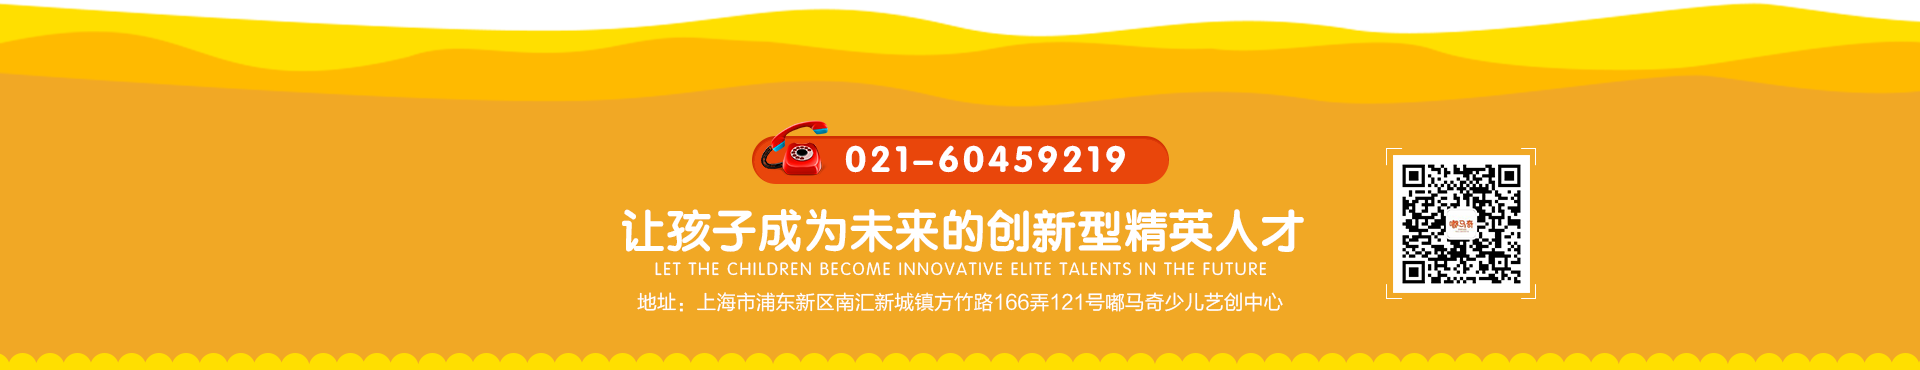 021-60459219
让孩子成为未来的创新型精英人才
LET THE CHILDREN BECOME INNOVATIVE ELITE TALENTS IN THE FUTURE
地址：上海市浦东新区南汇新城镇方竹路166弄121号嘟马奇少儿艺创中心
嘟马奇